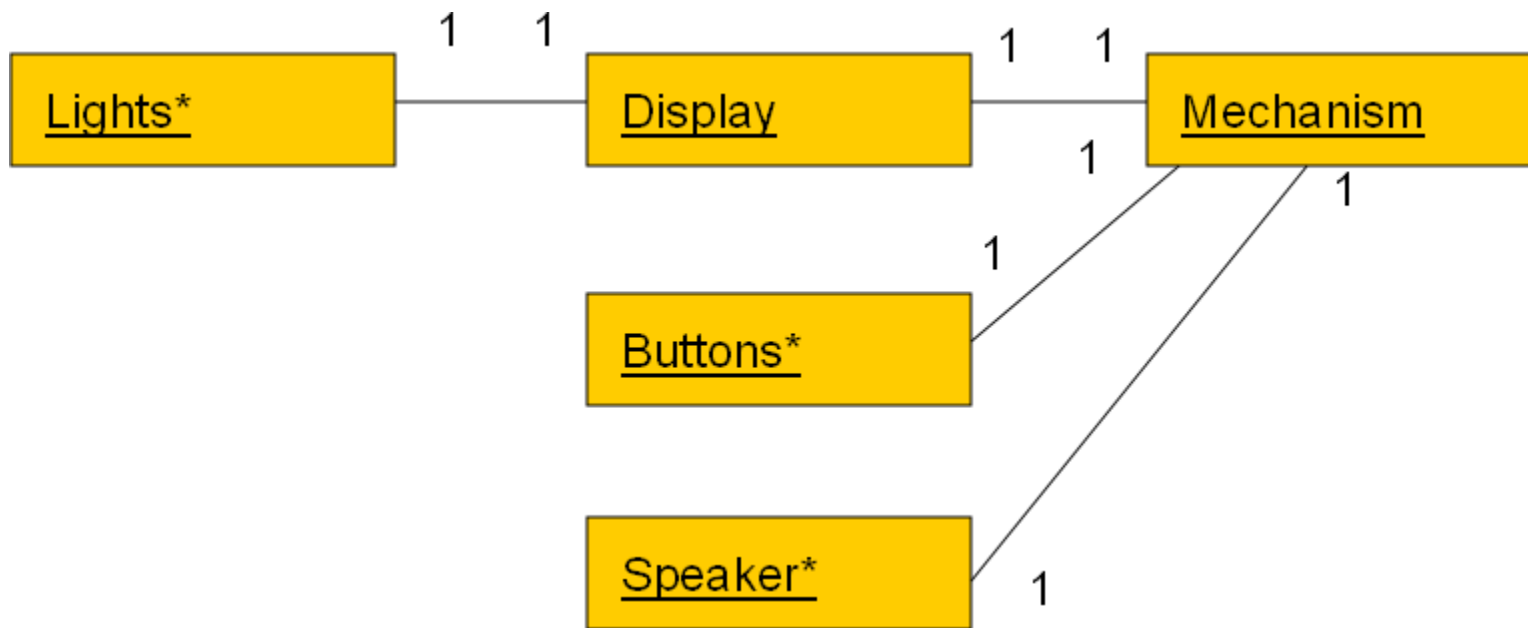 1 1 1 1
Lights* Display Mechanism
1 1
1
Buttons*
Speaker* 1